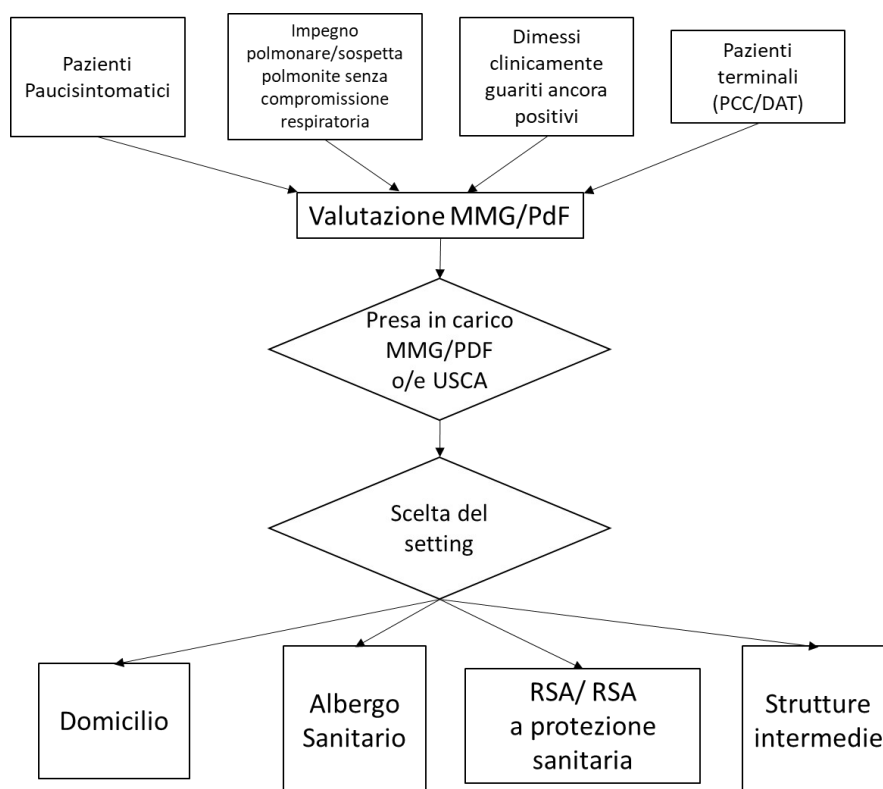 Pazienti
Paucisintomatici
Impegno
polmonare/sospetta
polmonite senza
compromissione
respiratoria
Dimessi
clinicamente
guariti ancora
positivi
Pazienti
terminali
(PCC/DAT)
Valutazione MMG/PdF
Presa in carico
MMG/PDF
o/e USCA
Scelta del
setting
Domicilio
Albergo
Sanitario
RSA/ RSA
a protezione
sanitaria
Strutture
intermedie